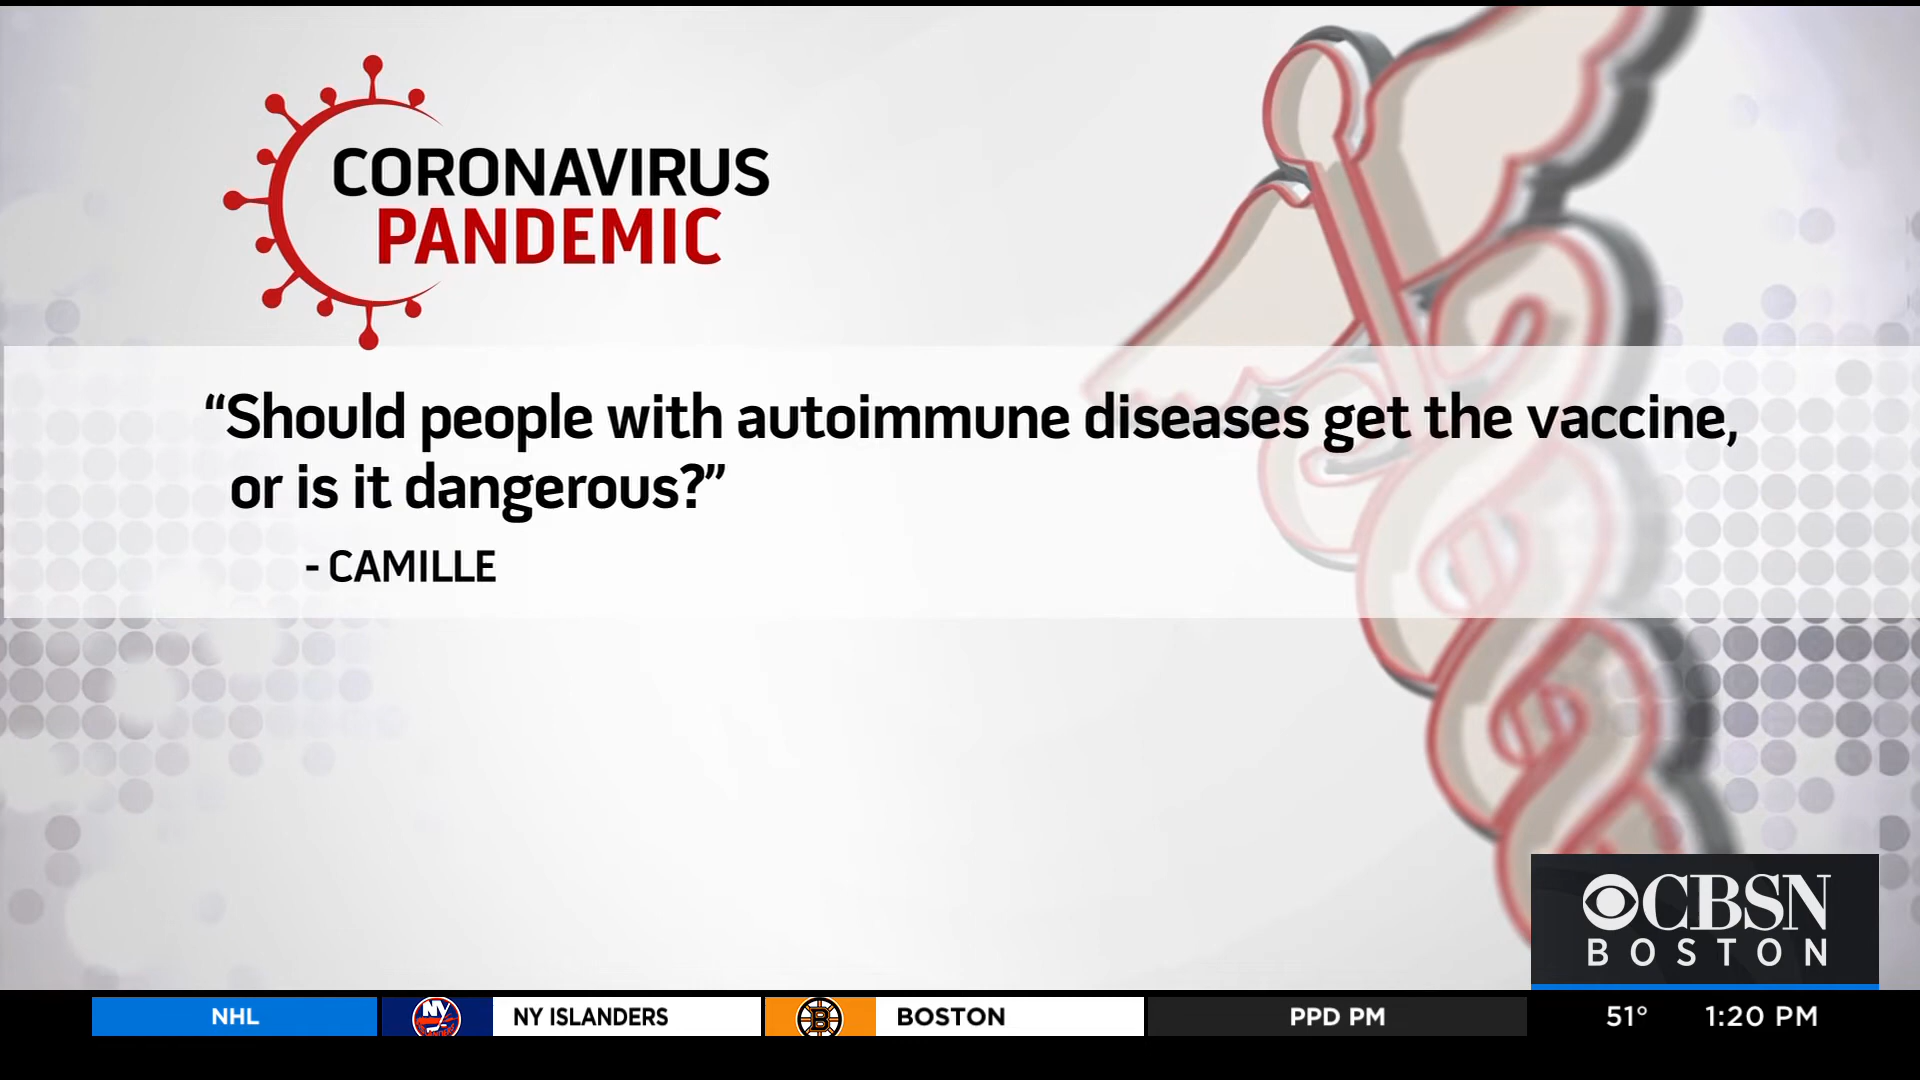 CORONAVIRUS
PANDEMIC
“Should people with autoimmune diseases get the vaccine,
or is it dangerous?”
- CAMILLE
CBSN
BOSTON
NHL NY NY ISLANDERS B BOSTON PPD PM 51° 1:20 PM